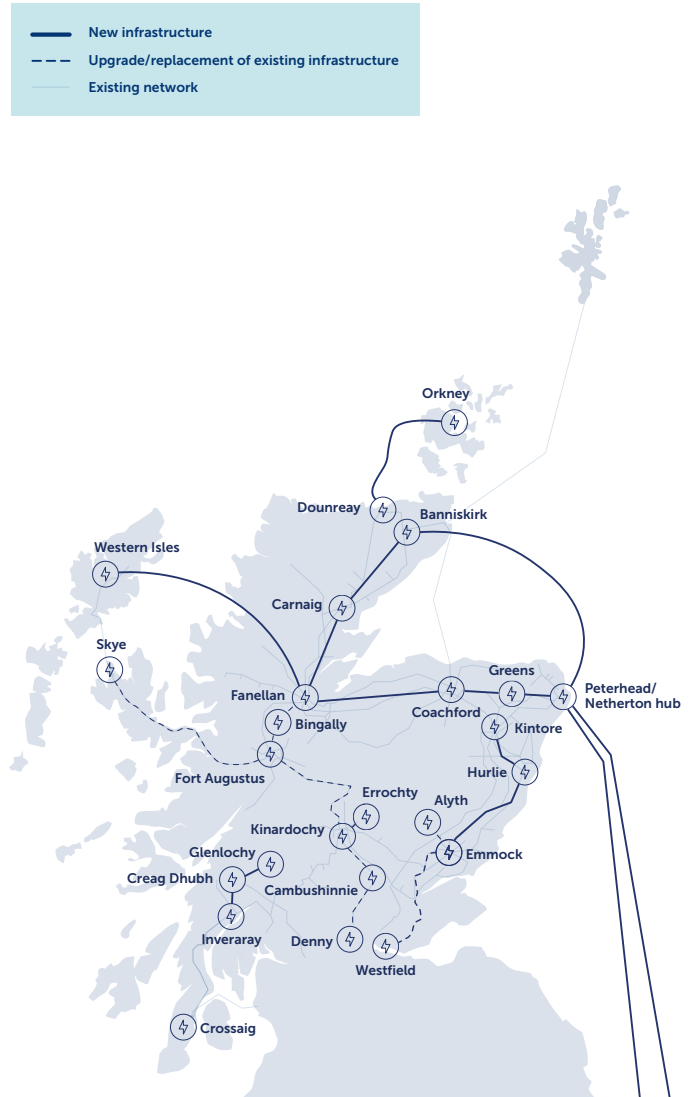 New infrastructure
Upgrade/replacement of existing infrastructure
Existing network
Orkney
Dounreay
Banniskirk
Western Isles
Carnaig
Skye
Greens
Fanellan
Peterhead/
Netherton hub
Coachford
Bingally
Kintore
Fort Augustus
Hurlie
Errochty
Alyth
Kinardochy
Glenlochy
Emmock
Creag Dhubh
Cambushinnie
Inveraray
Denny
Westfield
Crossaig